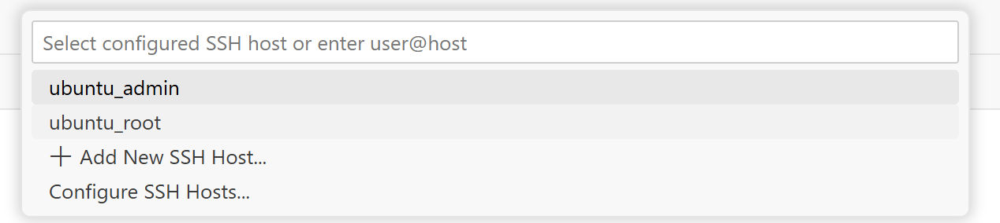 Select configured SSH host or enter user@host
ubuntu_admin
ubuntu_root
+ Add New SSH Host...
Configure SSH Hosts...